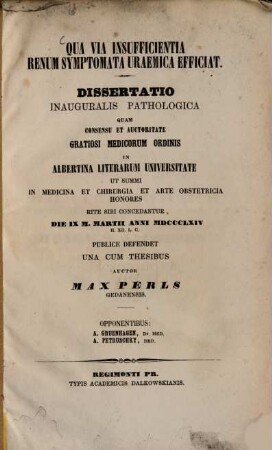 QUA VIA INSUFFICIENTIA
RENUM SYMPTOMATA URAEMICA EFFICIAT.
DISSERTATIO
INAUGURALIS PATHOLOGICA
QUAM
CONSENSU ET AUCTORITATE
GRATIOSI MEDICORUM ORDINIS
IN
ALBERTINA LITERARUM UNIVERSITATE
UT SUMMI
IN MEDICINA ET CHIRURGIA ET ARTE OBSTETRICIA
HONORES
RITE SIBI CONCEDANTUR,
DIE IX M. MARTII ANNI MDCCCLXIV
H. XII. L. C.
PUBLICE DEFENDET
UNA CUM THESIBUS
AUCTOR
MAX PERLS
GEDANENSIS.
OPPONENTIBUS:
A. GRUENHAGEN, Dr. MED.
A. PETRUSCHKY, DRD.
REGIMONTI PR.
TYPIS ACADEMICIS DALKOWSKIANIS.